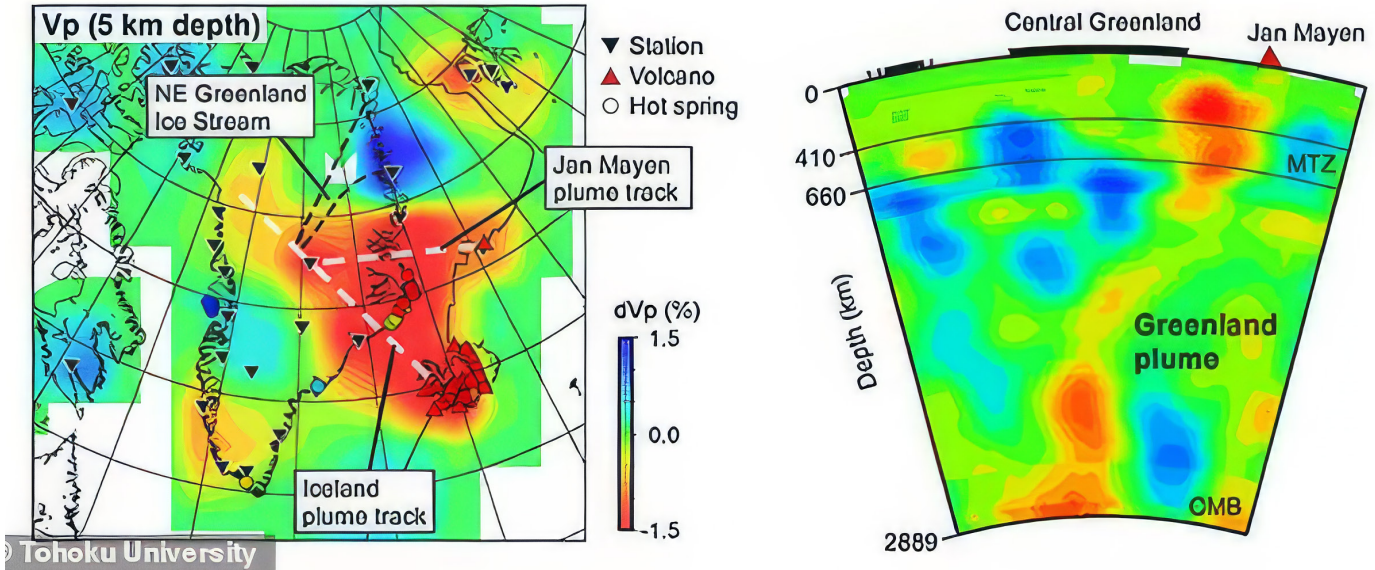 Vp (5 km depth)
NE Greenland
Ice Stream
Station
Volcano
Hot spring
Jan Mayen
plume track
dVp (%)
1.5
0.0
-1.5
Iceland
plume track
© Tohoku University
Central Greenland
Jan Mayen
0
410
660
MTZ
Depth (km)
Greenland
plume
OMB
2889